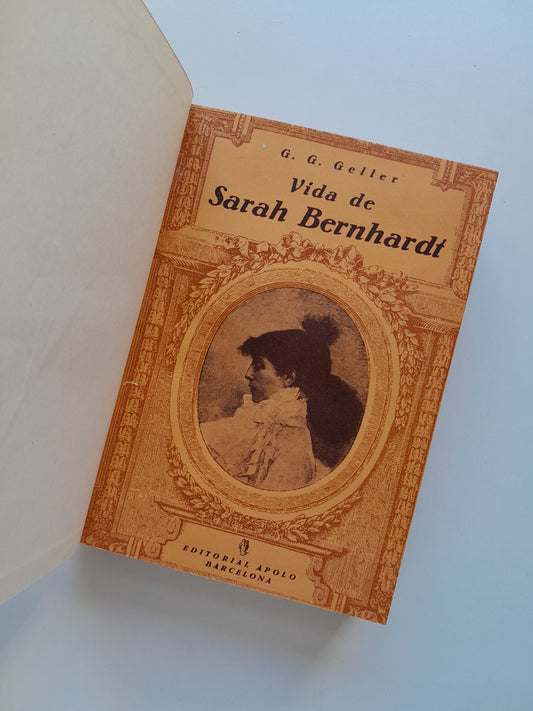 G. G. Geller
Vida de
Sarah Bernhardt
EDITORIAL APOLO
BARCELONA